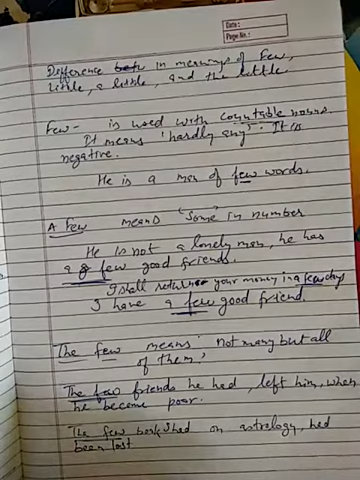 Date:
Page No.:
Difference in meanings of Few,
little, a little, and the little.
Few - is used with countable nouns.
It means 'hardly any'. It is
negative.
He is a man of few words.
A Few means 'Some' in number
He is not a lonely man, he has
a few good friends.
I shall return your money in a few days
I have a few good friend.
The few means 'not many but all
of them'
The few friends he had, left him, when
he became poor.
The few books had on astrology, had
been lost